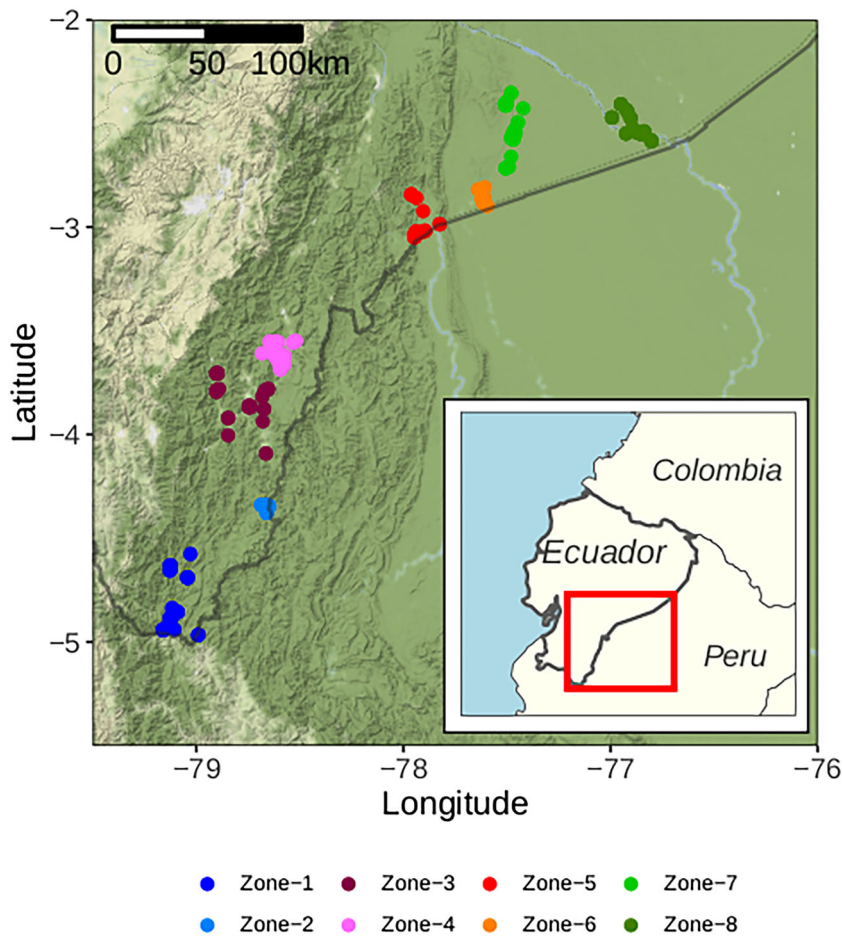 −2
0 50 100km
−3
Latitude
−4
−5
Colombia
Ecuador
Peru
−79 −78 −77 −76
Longitude
Zone−1 Zone−3 Zone−5 Zone−7
Zone−2 Zone−4 Zone−6 Zone−8